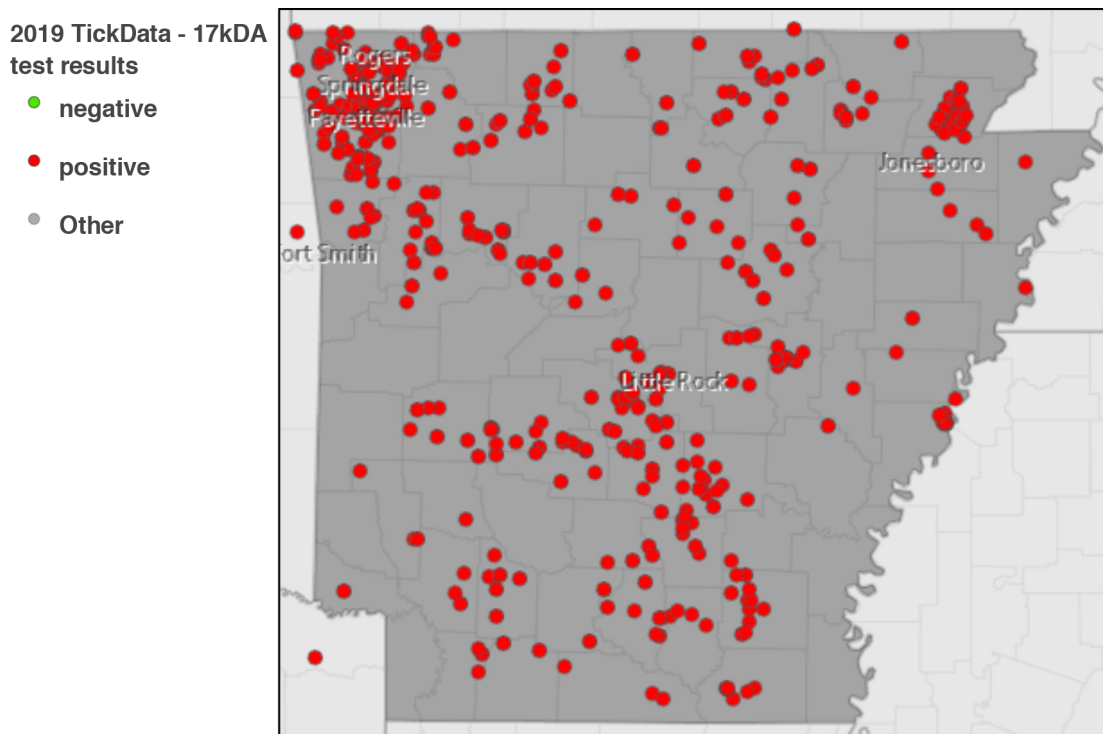 2019 TickData - 17kDA
test results
negative
positive
Other
Rogers
Springdale
Fayetteville
Jonesboro
ort Smith
Little Rock